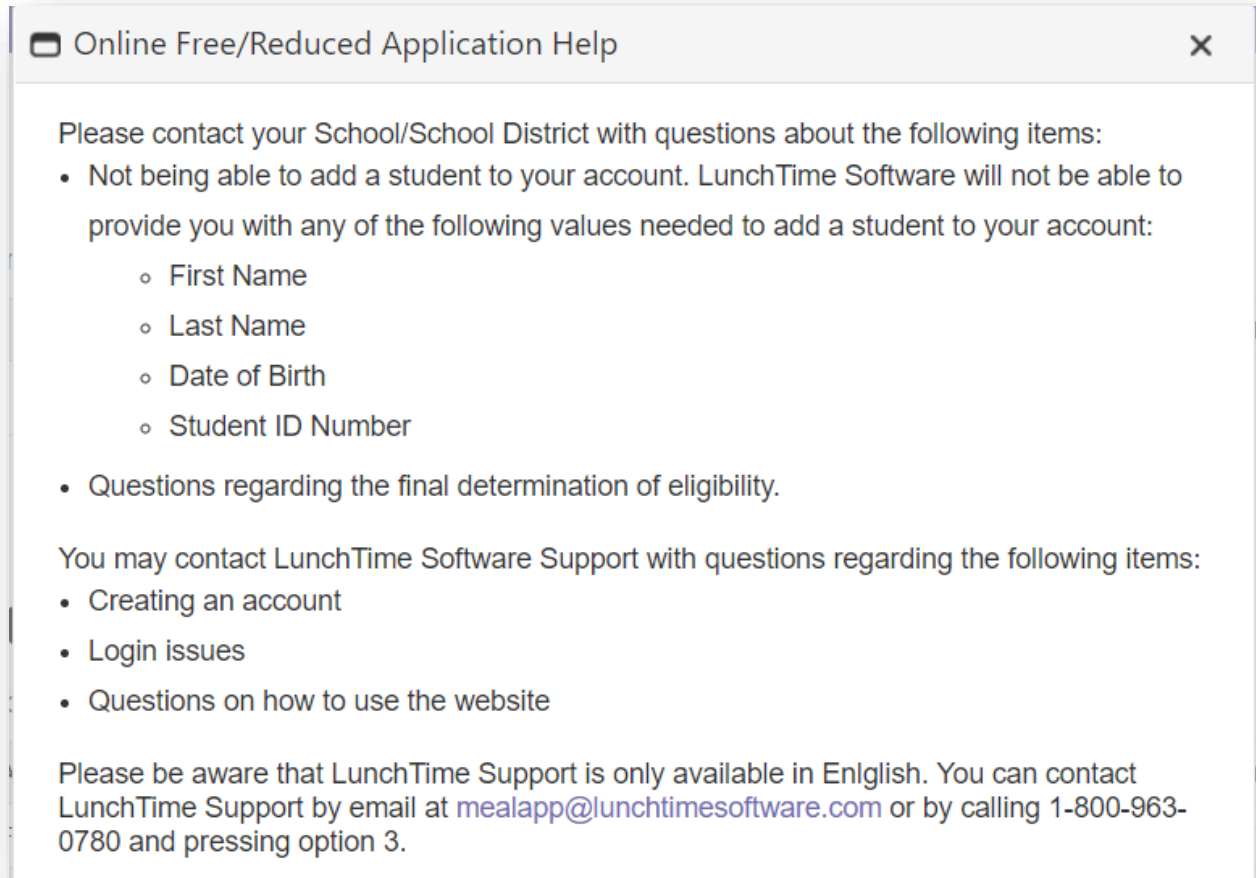 Online Free/Reduced Application Help
Please contact your School/School District with questions about the following items:
• Not being able to add a student to your account. LunchTime Software will not be able to
provide you with any of the following values needed to add a student to your account:
◦ First Name
◦ Last Name
◦ Date of Birth
◦ Student ID Number
• Questions regarding the final determination of eligibility.
You may contact LunchTime Software Support with questions regarding the following items:
• Creating an account
• Login issues
• Questions on how to use the website
Please be aware that LunchTime Support is only available in Enlglish. You can contact
LunchTime Support by email at mealapp@lunchtimesoftware.com or by calling 1-800-963-
0780 and pressing option 3.